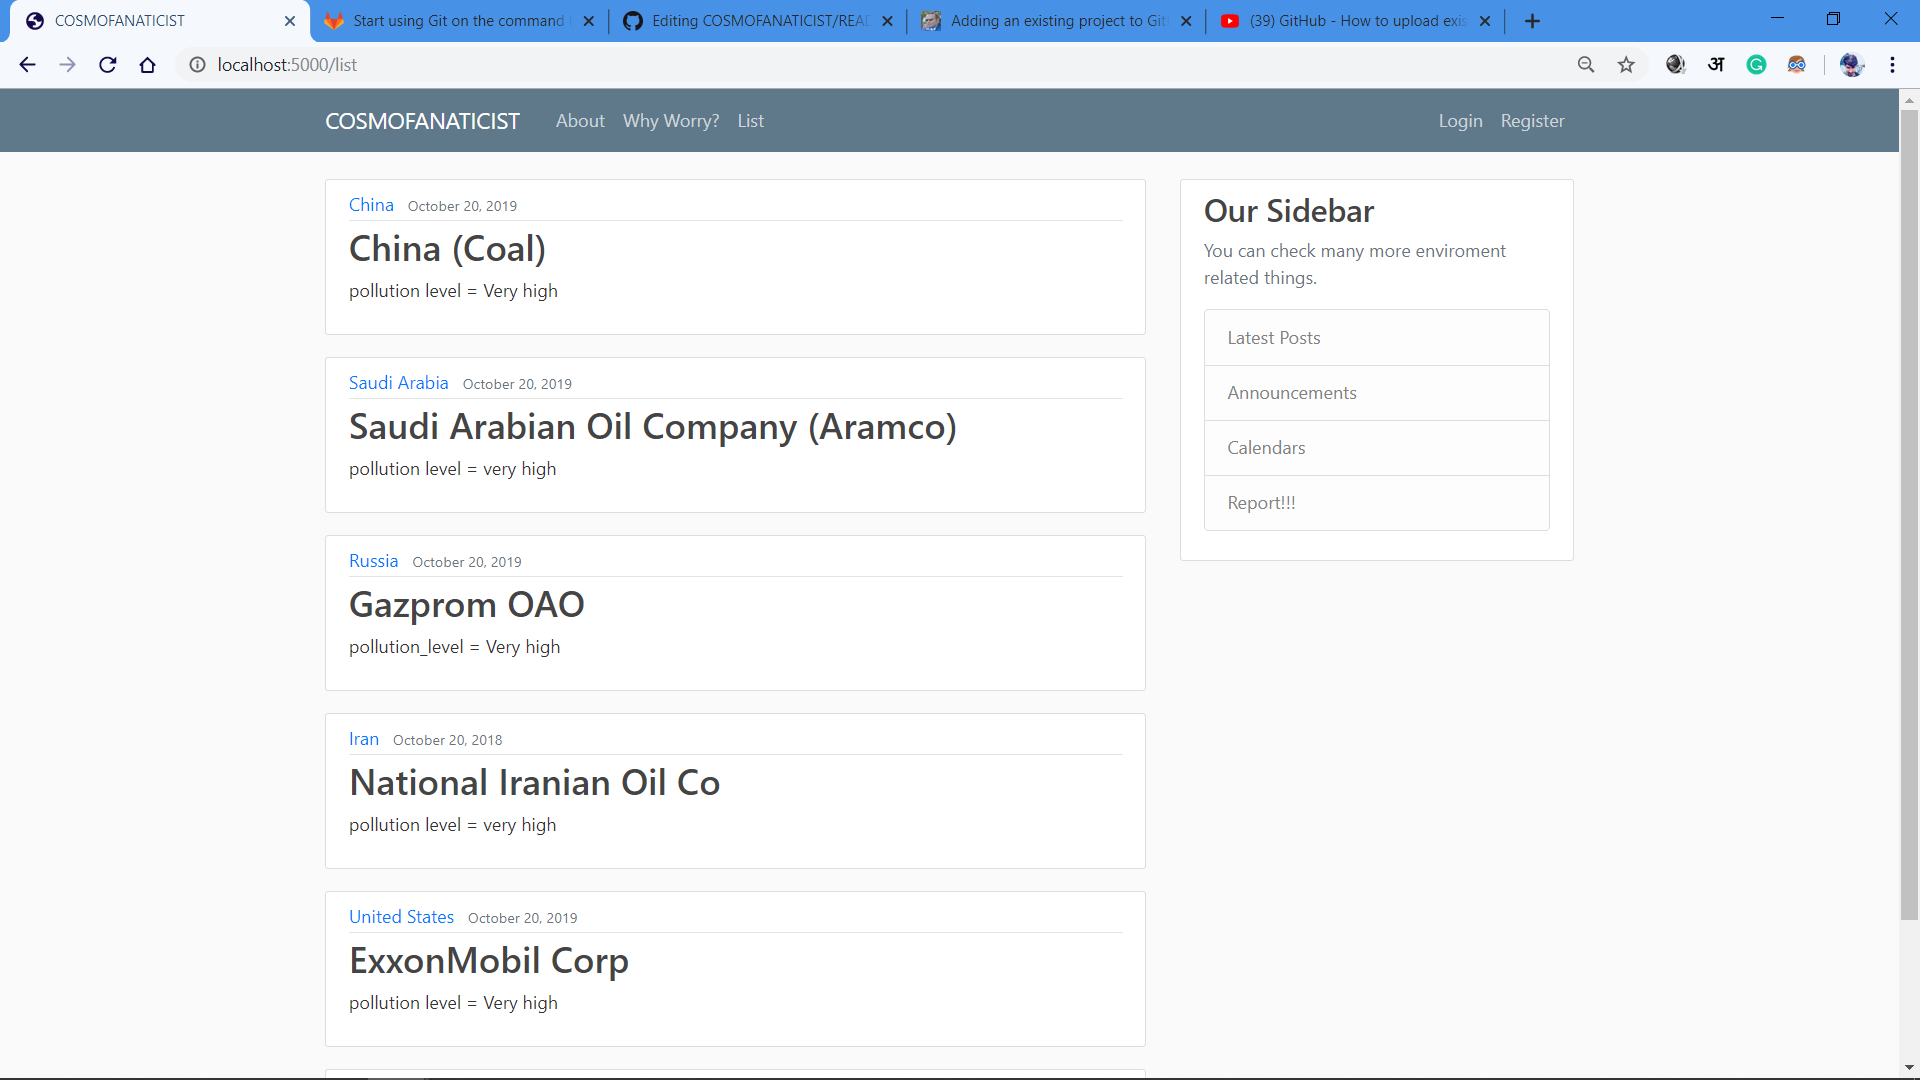 COSMOFANATICIST
Start using Git on the command
Editing COSMOFANATICIST/READ
Adding an existing project to Git
(39) GitHub - How to upload exis
localhost:5000/list
अ
COSMOFANATICIST About Why Worry? List Login Register
China October 20, 2019
China (Coal)
pollution level = Very high
Saudi Arabia October 20, 2019
Saudi Arabian Oil Company (Aramco)
pollution level = very high
Russia October 20, 2019
Gazprom OAO
pollution_level = Very high
Iran October 20, 2018
National Iranian Oil Co
pollution level = very high
United States October 20, 2019
ExxonMobil Corp
pollution level = Very high
Our Sidebar
You can check many more enviroment
related things.
Latest Posts
Announcements
Calendars
Report!!!